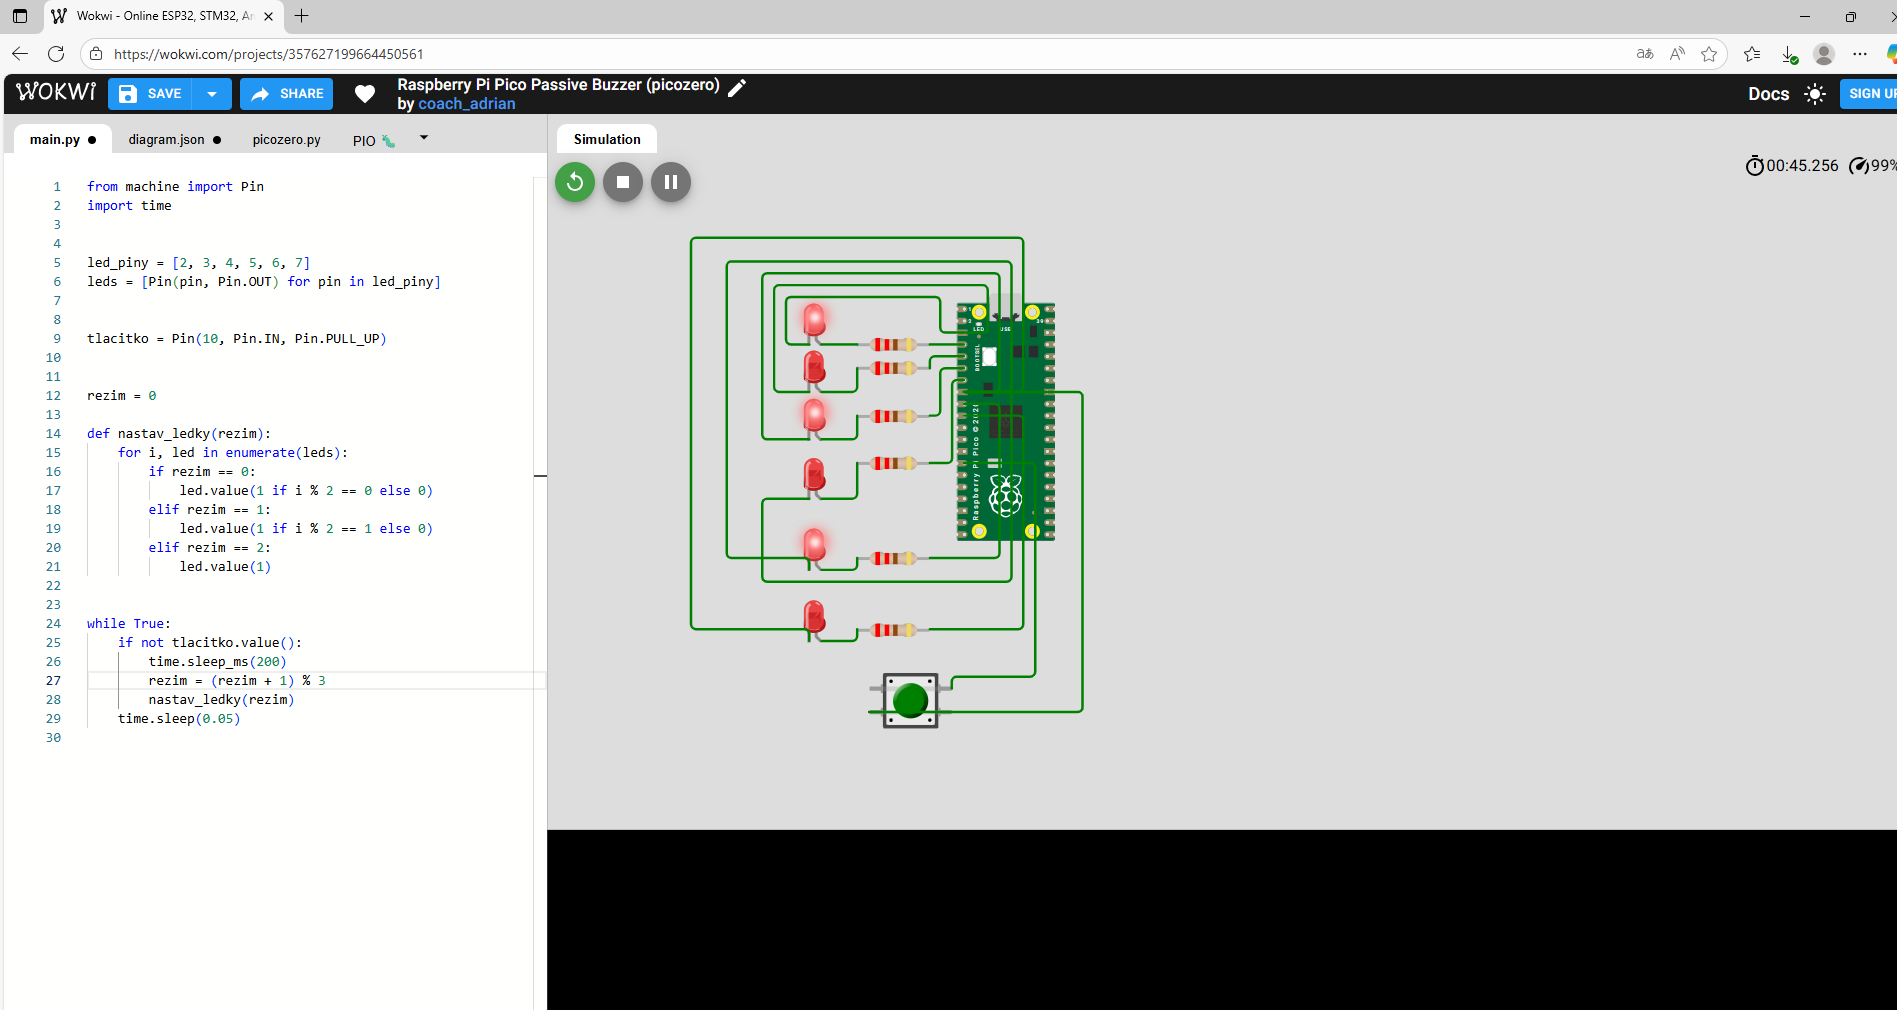 Wokwi - Online ESP32, STM32, Ar
https://wokwi.com/projects/357627199664450561
WOKWI
SAVE
SHARE
Raspberry Pi Pico Passive Buzzer (picozero)
by coach_adrian
Docs
SIGN UP
main.py
diagram.json
picozero.py
PIO
Simulation
00:45.256
99%
1 from machine import Pin
2 import time
3
4
5 led_piny = [2, 3, 4, 5, 6, 7]
6 leds = [Pin(pin, Pin.OUT) for pin in led_piny]
7
8
9 tlacitko = Pin(10, Pin.IN, Pin.PULL_UP)
10
11
12 rezim = 0
13
14 def nastav_ledky(rezim):
15     for i, led in enumerate(leds):
16         if rezim == 0:
17             led.value(1 if i % 2 == 0 else 0)
18         elif rezim == 1:
19             led.value(1 if i % 2 == 1 else 0)
20         elif rezim == 2:
21             led.value(1)
22
23
24 while True:
25     if not tlacitko.value():
26         time.sleep_ms(200)
27         rezim = (rezim + 1) % 3
28         nastav_ledky(rezim)
29     time.sleep(0.05)
30
LED
USB
BOOTSEL
Raspberry Pi Pico ©